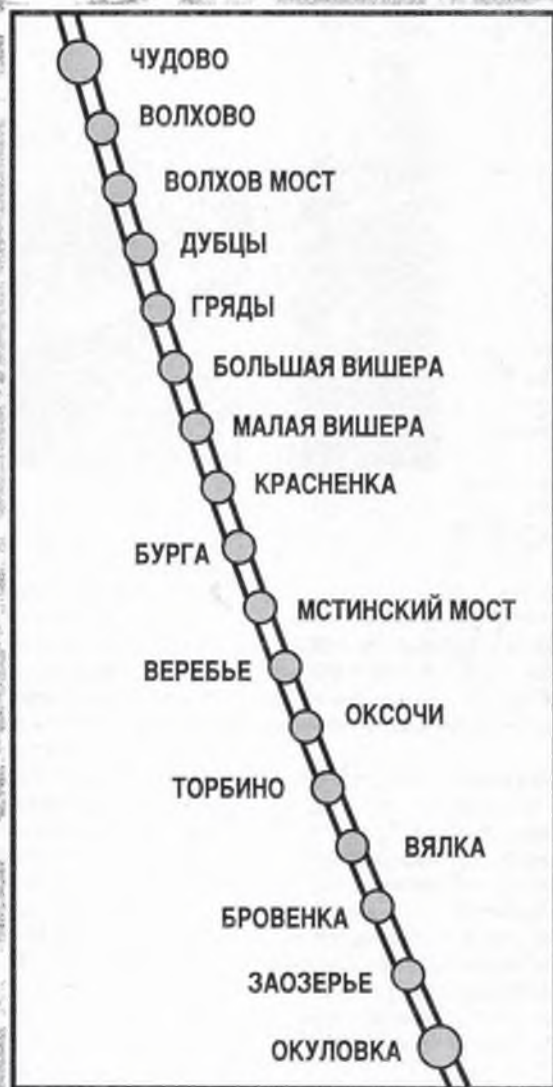 ЧУДОВО
ВОЛХОВО
ВОЛХОВ МОСТ
ДУБЦЫ
ГРЯДЫ
БОЛЬШАЯ ВИШЕРА
МАЛАЯ ВИШЕРА
КРАСНЕНКА
БУРГА
МСТИНСКИЙ МОСТ
ВЕРЕБЬЕ
ОКСОЧИ
ТОРБИНО
ВЯЛКА
БРОВЕНКА
ЗАОЗЕРЬЕ
ОКУЛОВКА